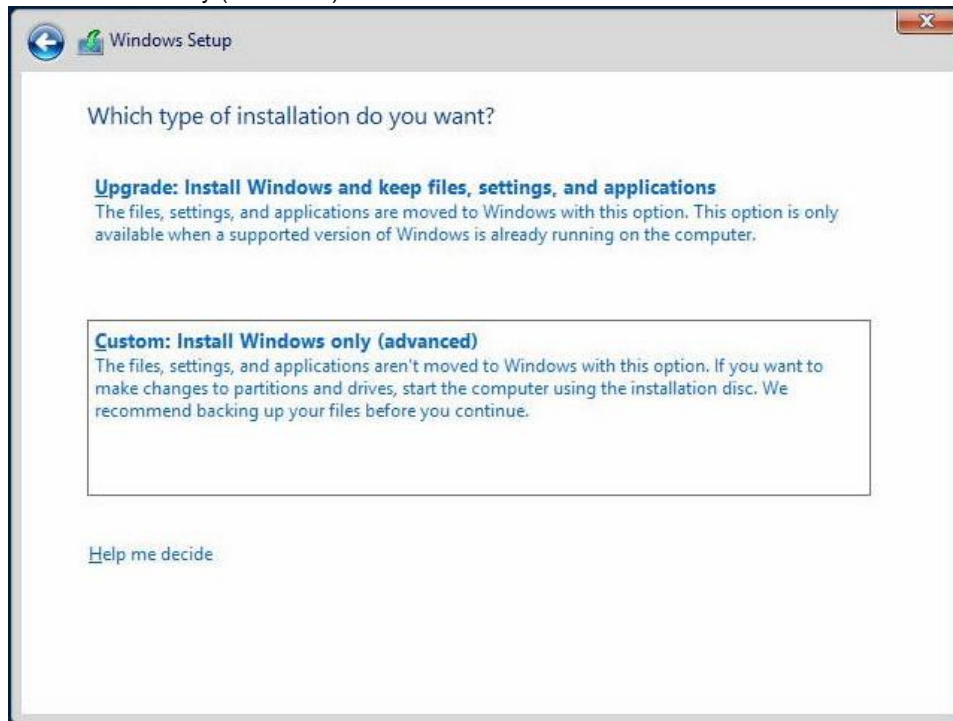 Windows Setup
Which type of installation do you want?
Upgrade: Install Windows and keep files, settings, and applications
The files, settings, and applications are moved to Windows with this option. This option is only
available when a supported version of Windows is already running on the computer.
Custom: Install Windows only (advanced)
The files, settings, and applications aren't moved to Windows with this option. If you want to
make changes to partitions and drives, start the computer using the installation disc. We
recommend backing up your files before you continue.
Help me decide